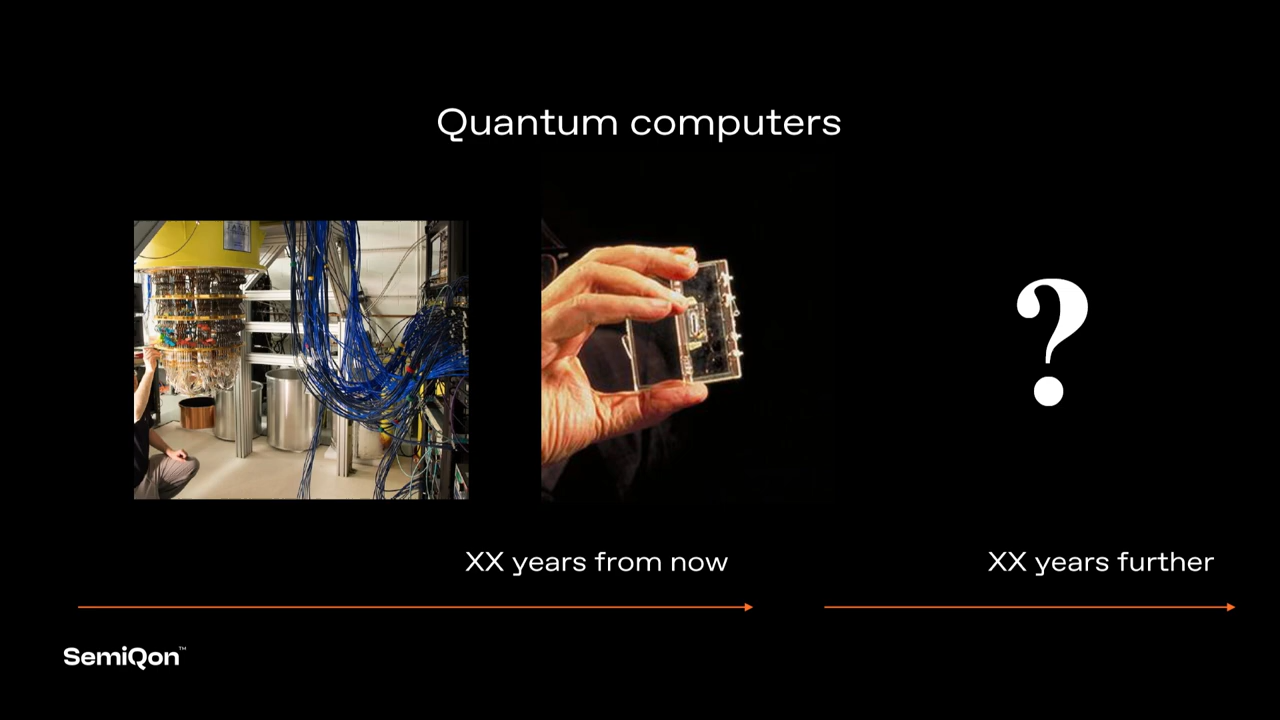 Quantum computers
?
XX years from now
XX years further
SemiQon™